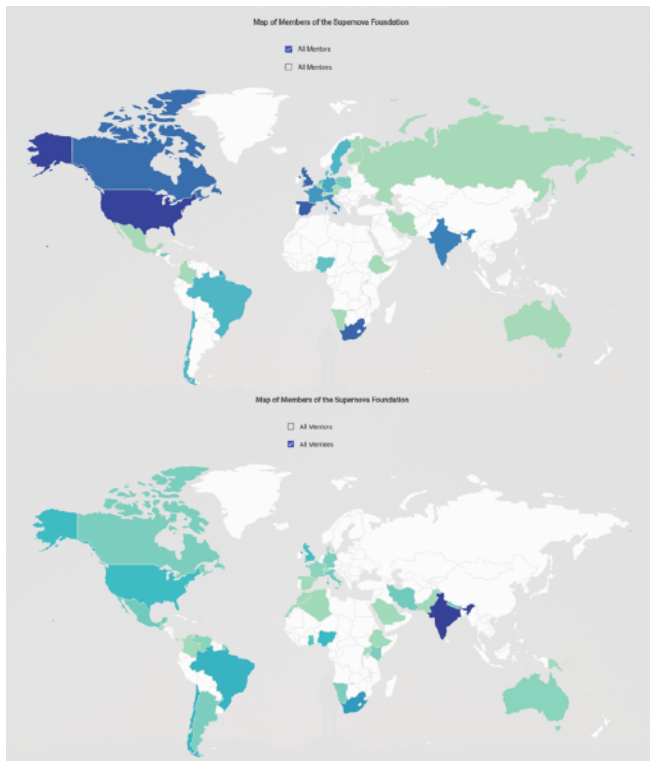 Map of Members of the Supernova Foundation
All Mentors
All Mentees
Map of Members of the Supernova Foundation
All Mentors
All Mentees